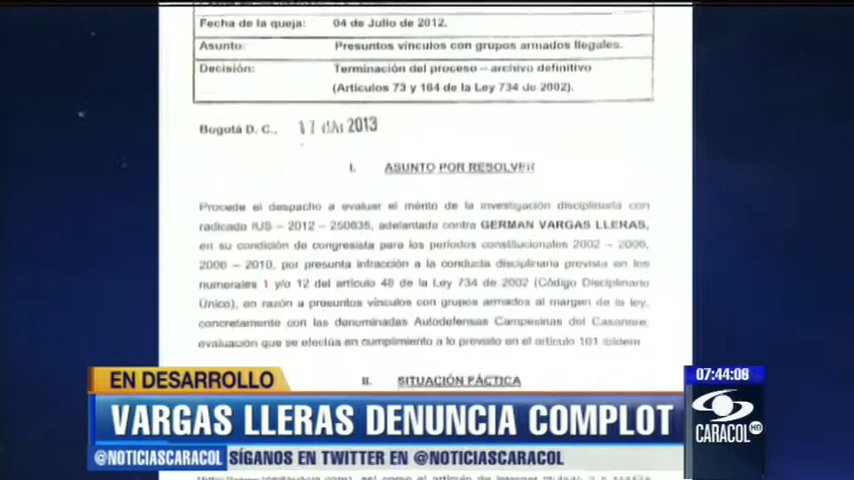 Fecha de la queja: 04 de Julio de 2012.
Asunto: Presuntos vínculos con grupos armados ilegales.
Decisión: Terminación del proceso – archivo definitivo
(Artículos 73 y 164 de la Ley 734 de 2002).
Bogotá D. C., 17 2013
I. ASUNTO POR RESOLVER
Procede el despacho a evaluar el mérito de la investigación disciplinaria con
radicado IUS – 2012 – 250635, adelantada contra GERMAN VARGAS LLERAS,
en su condición de congresista para los períodos constitucionales 2002 – 2006,
2006 – 2010, por presunta infracción a la conducta disciplinaria prevista en los
numerales 1 y/o 12 del artículo 48 de la Ley 734 de 2002 (Código Disciplinario
Único), en razón a presuntos vínculos con grupos armados al margen de la ley,
concretamente con las denominadas Autodefensas Campesinas del Casanare,
evaluación que se efectúa en cumplimiento a lo previsto en el artículo 161 ibídem
EN DESARROLLO
07:44:08
II. SITUACIÓN FÁCTICA
VARGAS LLERAS DENUNCIA COMPLOT
CARACOL HD
@NOTICIASCARACOL SÍGANOS EN TWITTER EN @NOTICIASCARACOL